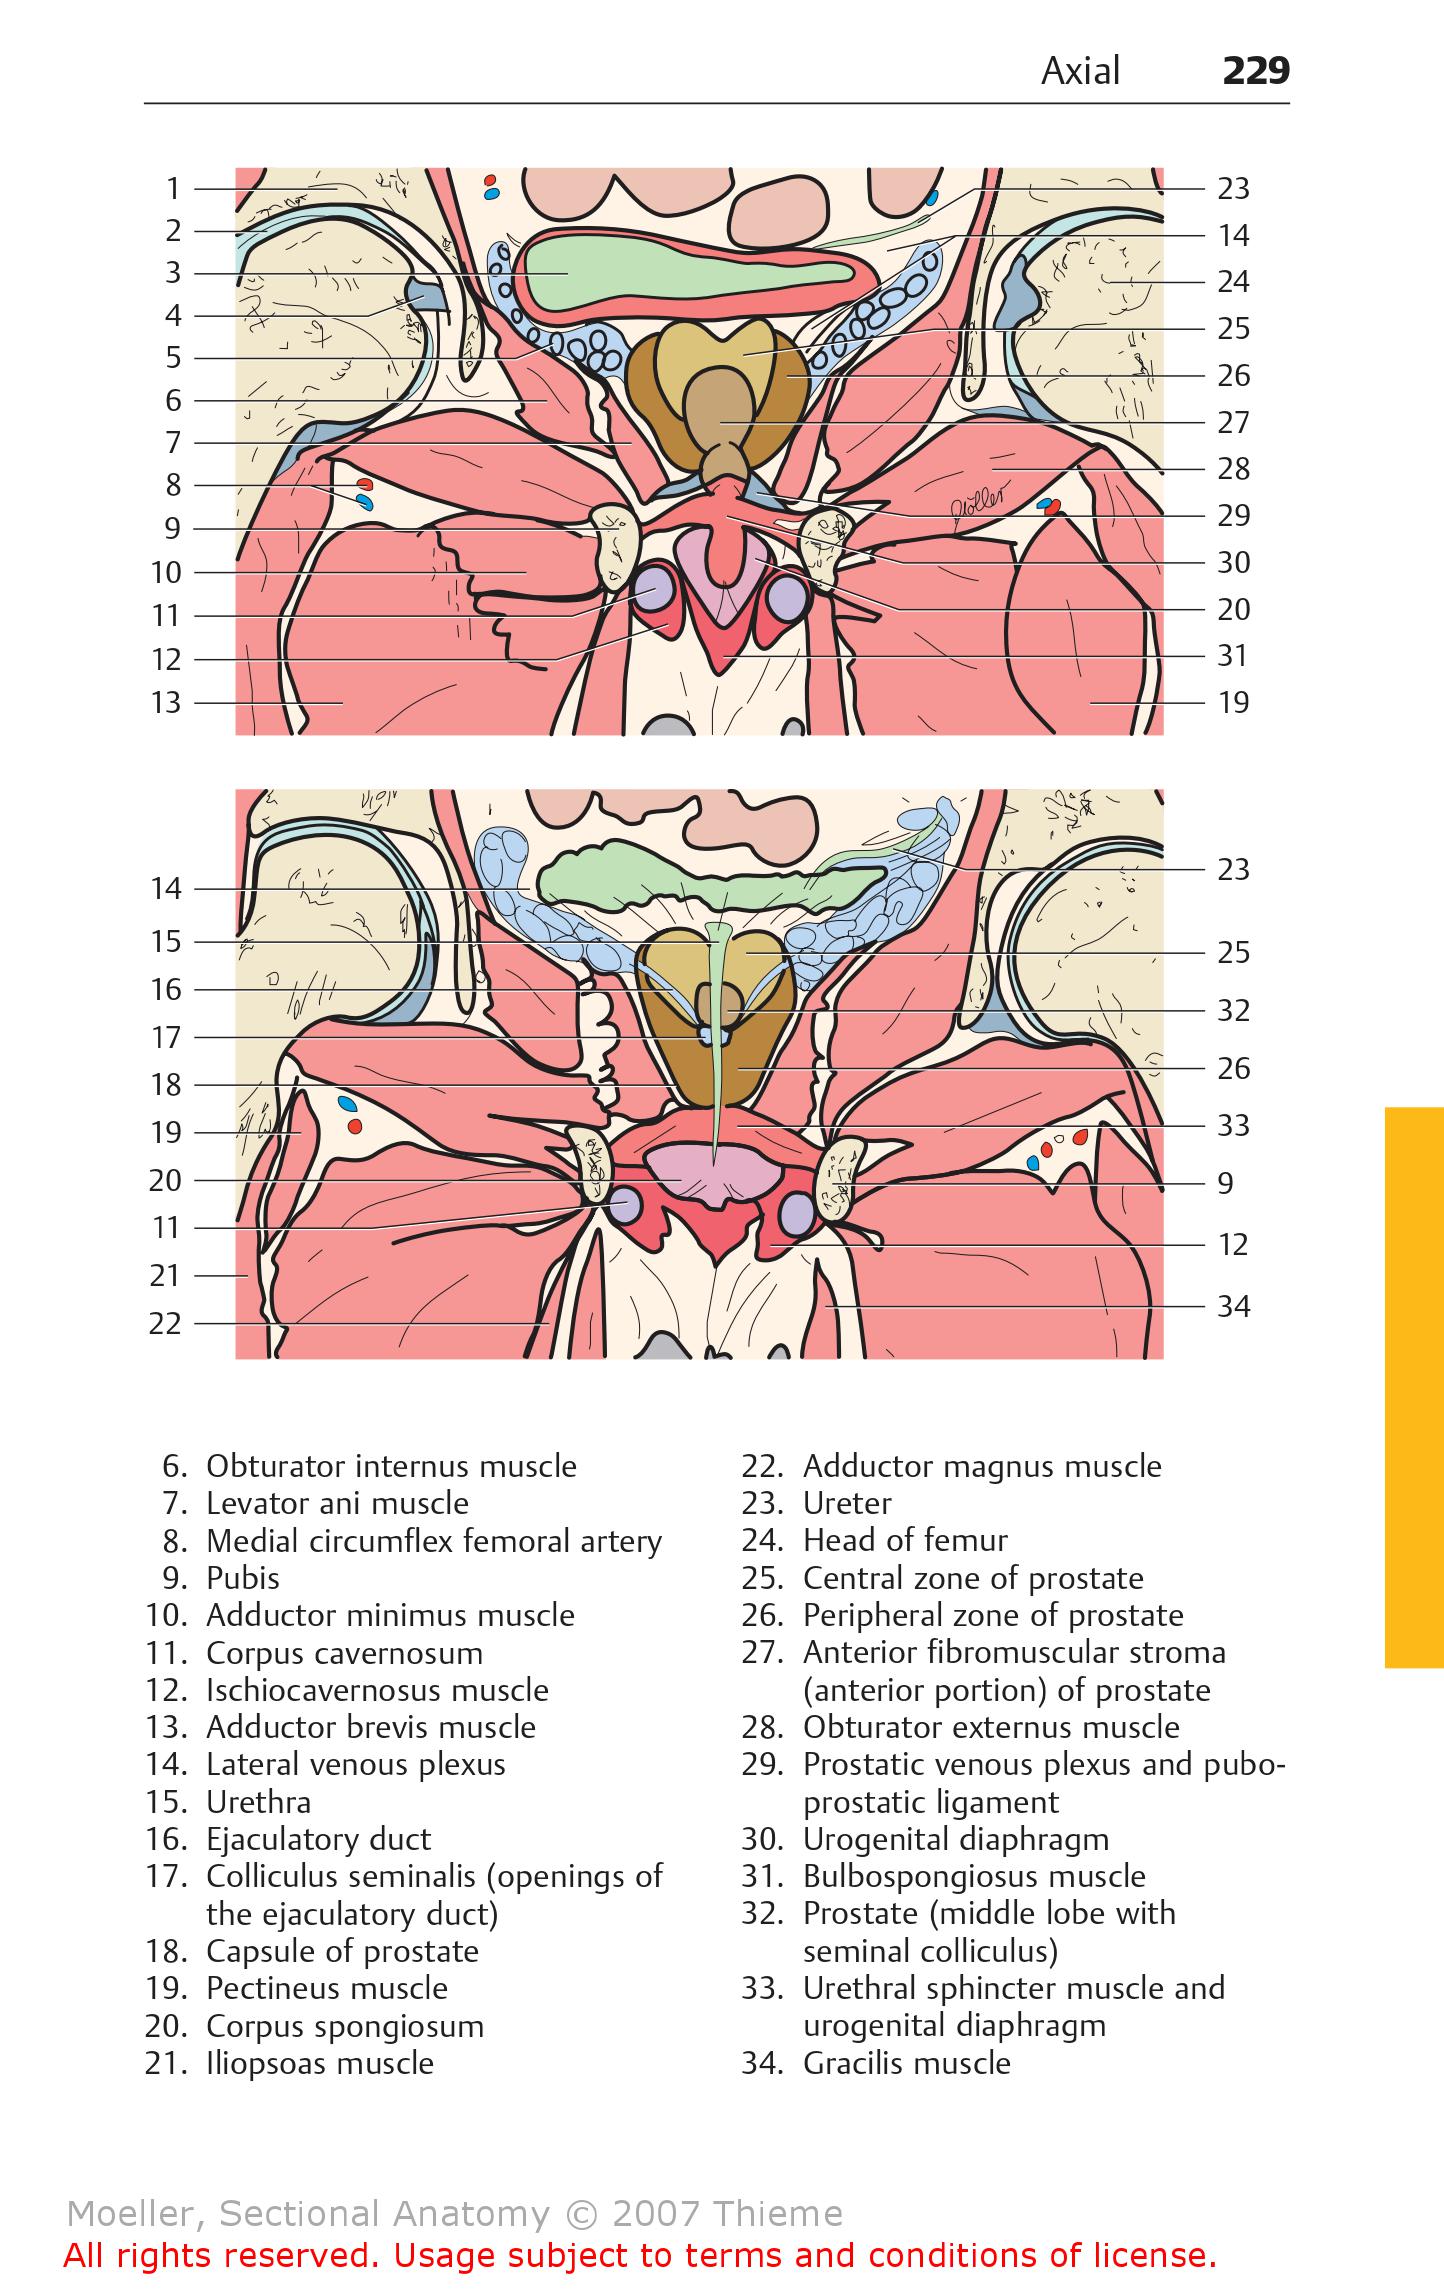 Axial 229
1
2
3
4
5
6
7
8
9
10
11
12
13
23
14
24
25
26
27
28
29
30
20
31
19
Möller
14
15
16
17
18
19
20
11
21
22
23
25
32
26
33
9
12
34
6. Obturator internus muscle
7. Levator ani muscle
8. Medial circumflex femoral artery
9. Pubis
10. Adductor minimus muscle
11. Corpus cavernosum
12. Ischiocavernosus muscle
13. Adductor brevis muscle
14. Lateral venous plexus
15. Urethra
16. Ejaculatory duct
17. Colliculus seminalis (openings of
the ejaculatory duct)
18. Capsule of prostate
19. Pectineus muscle
20. Corpus spongiosum
21. Iliopsoas muscle
22. Adductor magnus muscle
23. Ureter
24. Head of femur
25. Central zone of prostate
26. Peripheral zone of prostate
27. Anterior fibromuscular stroma
(anterior portion) of prostate
28. Obturator externus muscle
29. Prostatic venous plexus and pubo-
prostatic ligament
30. Urogenital diaphragm
31. Bulbospongiosus muscle
32. Prostate (middle lobe with
seminal colliculus)
33. Urethral sphincter muscle and
urogenital diaphragm
34. Gracilis muscle
Moeller, Sectional Anatomy © 2007 Thieme
All rights reserved. Usage subject to terms and conditions of license.